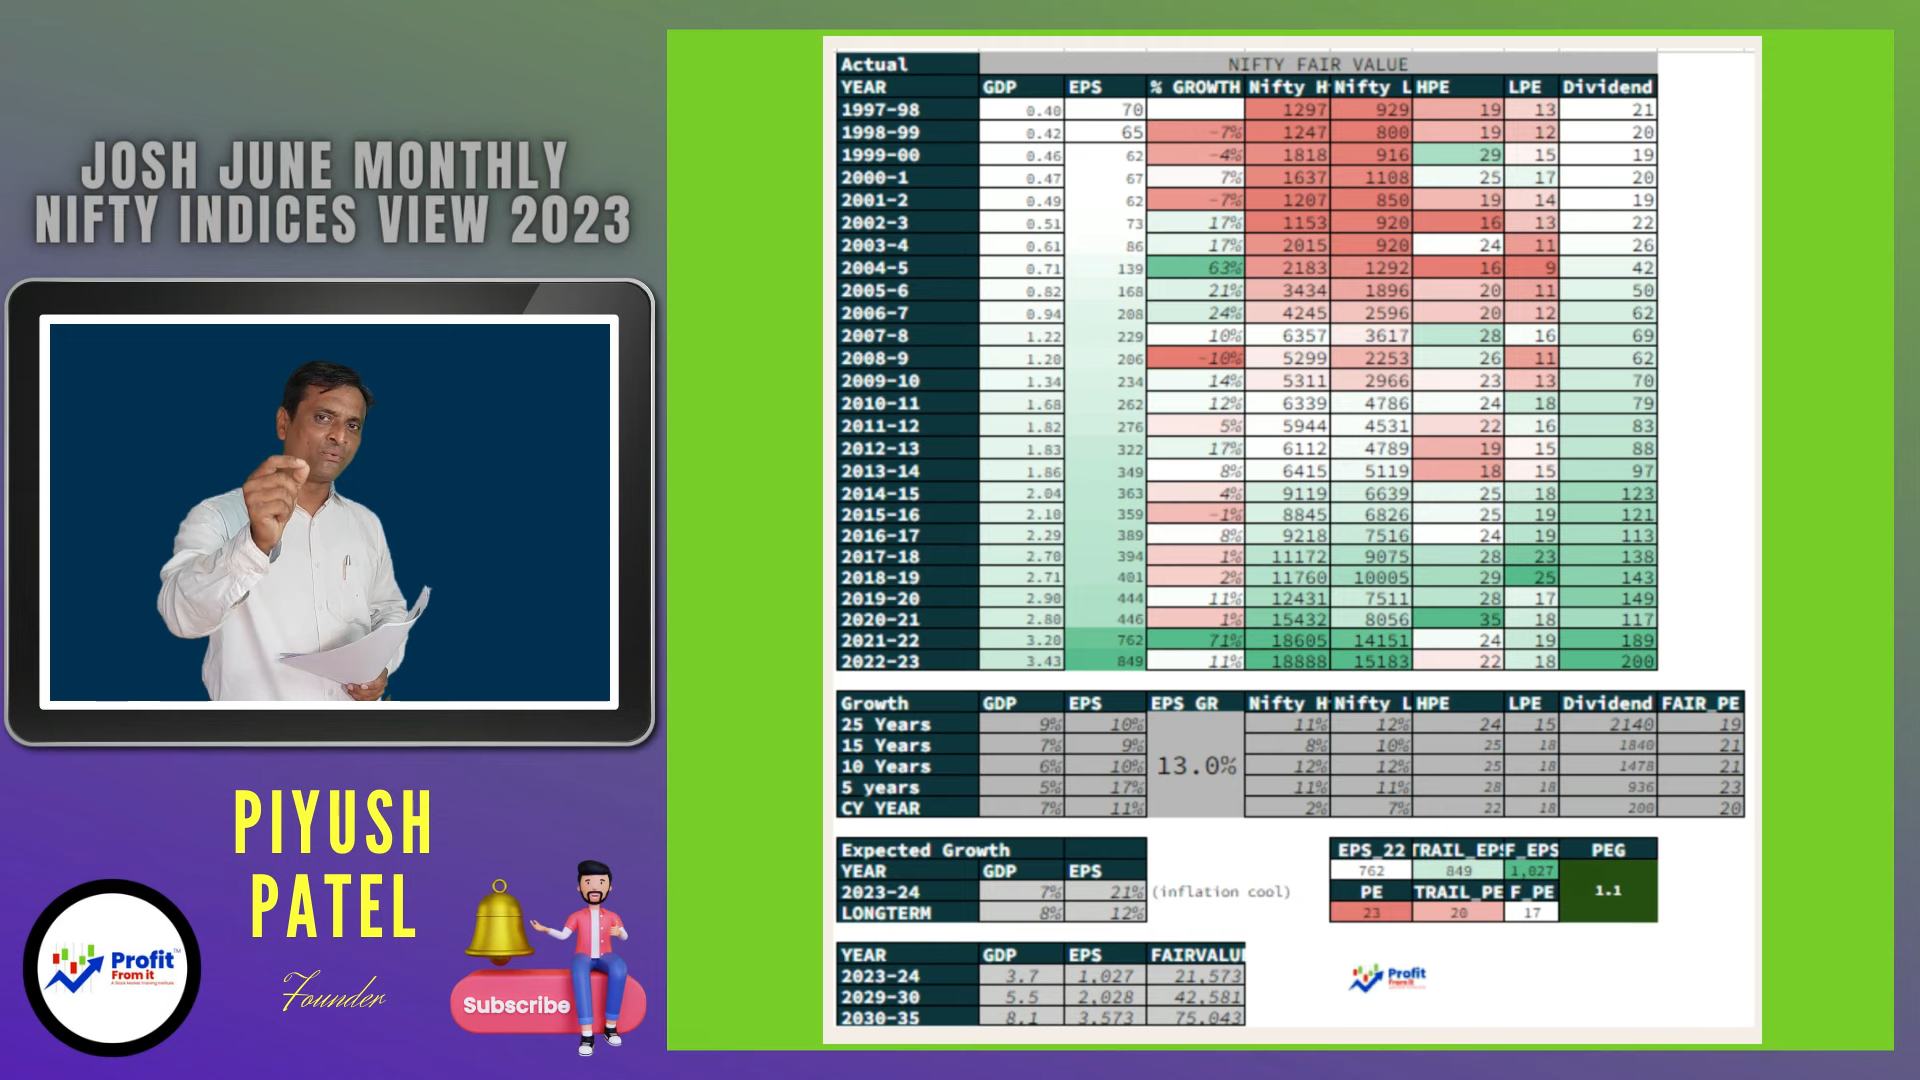 JOSH JUNE MONTHLY
NIFTY INDICES VIEW 2023
PIYUSH
PATEL
Founder
Profit™
From it
Subscribe
Actual NIFTY FAIR VALUE
YEAR GDP EPS % GROWTH Nifty H Nifty L HPE LPE Dividend
1997-98 0.40 70 1297 929 19 13 21
1998-99 0.42 65 -7% 1247 800 19 12 20
1999-00 0.46 62 -4% 1818 916 29 15 19
2000-1 0.47 67 7% 1637 1108 25 17 20
2001-2 0.49 62 -7% 1207 850 19 14 19
2002-3 0.51 73 17% 1153 920 16 13 22
2003-4 0.61 86 17% 2015 920 24 11 26
2004-5 0.71 139 63% 2183 1292 16 9 42
2005-6 0.82 168 21% 3434 1896 20 11 50
2006-7 0.94 208 24% 4245 2596 20 12 62
2007-8 1.22 229 10% 6357 3617 28 16 69
2008-9 1.20 206 -10% 5299 2253 26 11 62
2009-10 1.34 234 14% 5311 2966 23 13 70
2010-11 1.68 262 12% 6339 4786 24 18 79
2011-12 1.82 276 5% 5944 4531 22 16 83
2012-13 1.83 322 17% 6112 4789 19 15 88
2013-14 1.86 349 8% 6415 5119 18 15 97
2014-15 2.04 363 4% 9119 6639 25 18 123
2015-16 2.10 359 -1% 8845 6826 25 19 121
2016-17 2.29 389 8% 9218 7516 24 19 113
2017-18 2.70 394 1% 11172 9075 28 23 138
2018-19 2.71 401 2% 11760 10005 29 25 143
2019-20 2.90 444 11% 12431 7511 28 17 149
2020-21 2.80 446 1% 15432 8056 35 18 117
2021-22 3.20 762 71% 18605 14151 24 19 189
2022-23 3.43 849 11% 18888 15183 22 18 200
Growth GDP EPS EPS GR Nifty H Nifty L HPE LPE Dividend FAIR_PE
25 Years 9% 10% 11% 12% 24 15 2140 19
15 Years 7% 9% 8% 10% 25 18 1840 21
10 Years 6% 10% 13.0% 12% 12% 25 18 1478 21
5 years 5% 17% 11% 11% 28 18 936 23
CY YEAR 7% 11% 2% 7% 22 18 200 20
Expected Growth
YEAR GDP EPS
2023-24 7% 21% (inflation cool)
LONGTERM 8% 12%
EPS_22 TRAIL_EPS F_EPS PEG
762 849 1,027
PE TRAIL_PE F_PE 1.1
23 20 17
YEAR GDP EPS FAIRVALU
2023-24 3.7 1,027 21,573
2029-30 5.5 2,028 42,581
2030-35 8.1 3,573 75,043
Profit
From it